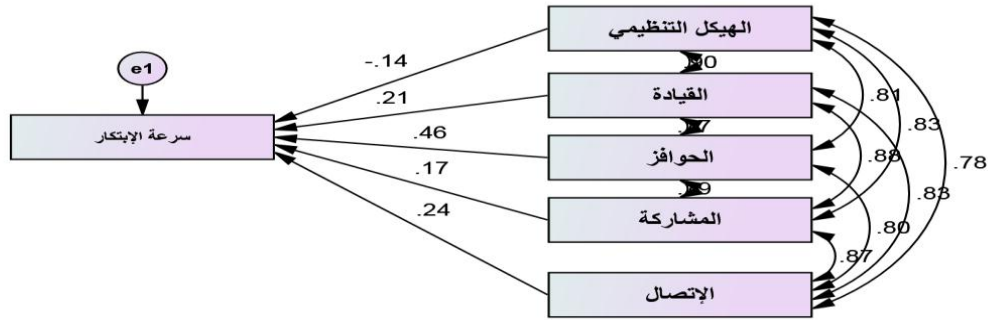 الهيكل التنظيمي
e1
-.14
القيادة
.21
.81
سرعة الإبتكار
.46
.83
الحوافز
.88
.78
.17
.83
المشاركة
.24
.80
.87
الإتصال